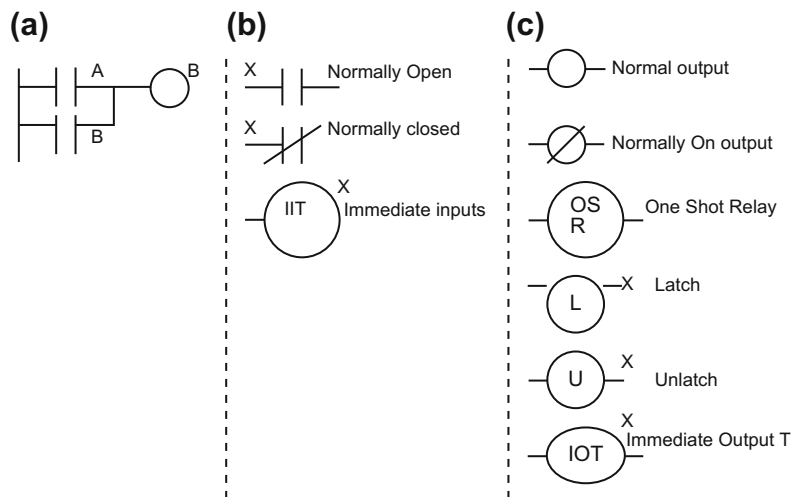 (a)
A
B
B
(b)
X
Normally Open
X
Normally closed
X
IIT
Immediate inputs
(c)
Normal output
Normally On output
OS
R
One Shot Relay
X
Latch
L
X
U
Unlatch
X
Immediate Output T
IOT